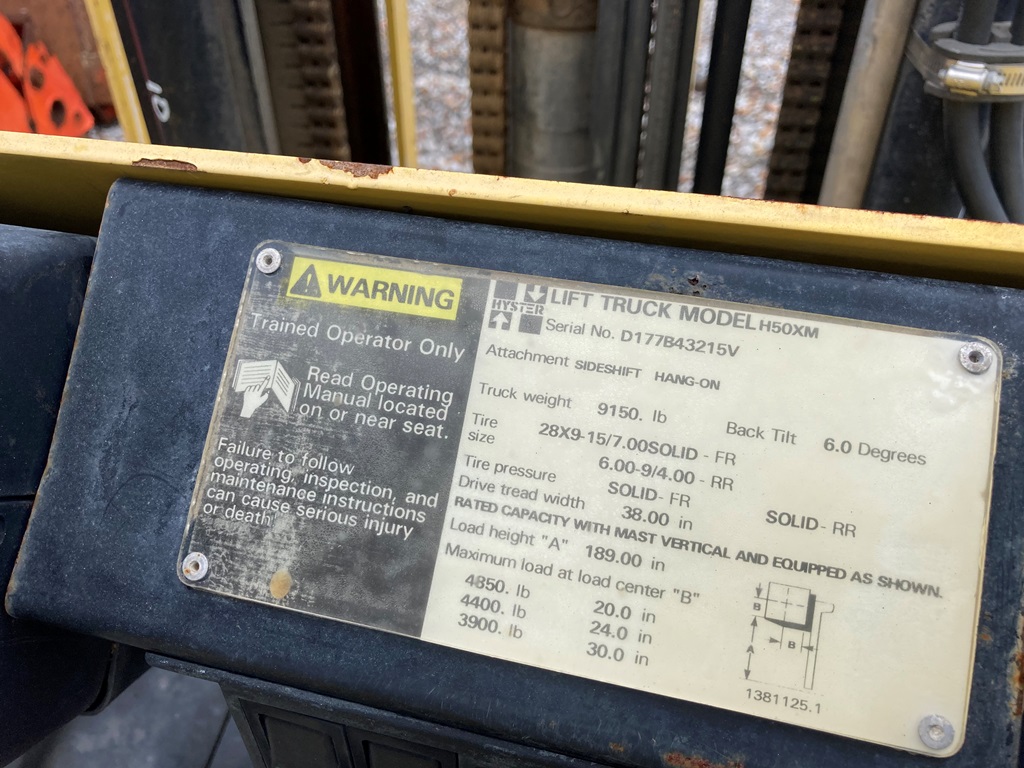 WARNING
Trained Operator Only
Read Operating
Manual located
on or near seat.
Failure to follow
operating, inspection, and
maintenance instructions
can cause serious injury
or death
HYSTER
LIFT TRUCK MODEL H50XM
Serial No. D177B43215V
Attachment SIDESHIFT HANG-ON
Truck weight 9150. lb Back Tilt 6.0 Degrees
Tire size 28X9-15/7.00SOLID - FR
6.00-9/4.00 - RR
Tire pressure SOLID- FR SOLID- RR
Drive tread width 38.00 in
RATED CAPACITY WITH MAST VERTICAL AND EQUIPPED AS SHOWN.
Load height "A" 189.00 in
Maximum load at load center "B"
4850. lb 20.0 in
4400. lb 24.0 in
3900. lb 30.0 in
B
B
A
1381125.1